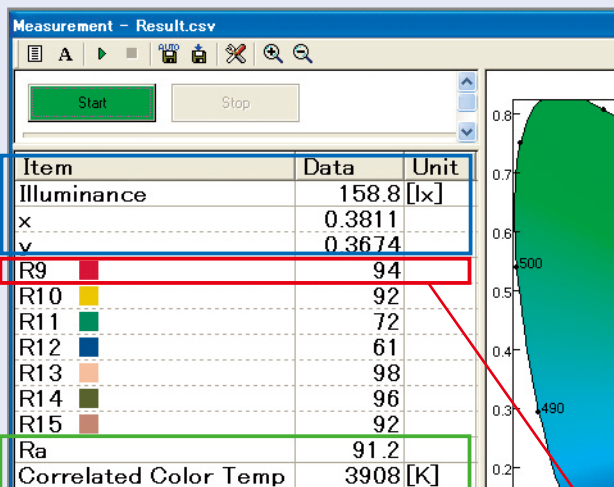 Measurement - Result.csv
A AUTO
Start Stop
Item Data Unit
Illuminance 158.8 [lx]
x 0.3811
y 0.3674
R9 94
R10 92
R11 72
R12 61
R13 98
R14 96
R15 92
Ra 91.2
Correlated Color Temp 3908 [K]
0.8
0.7
0.6
500
0.5
0.4
0.3 490
0.2